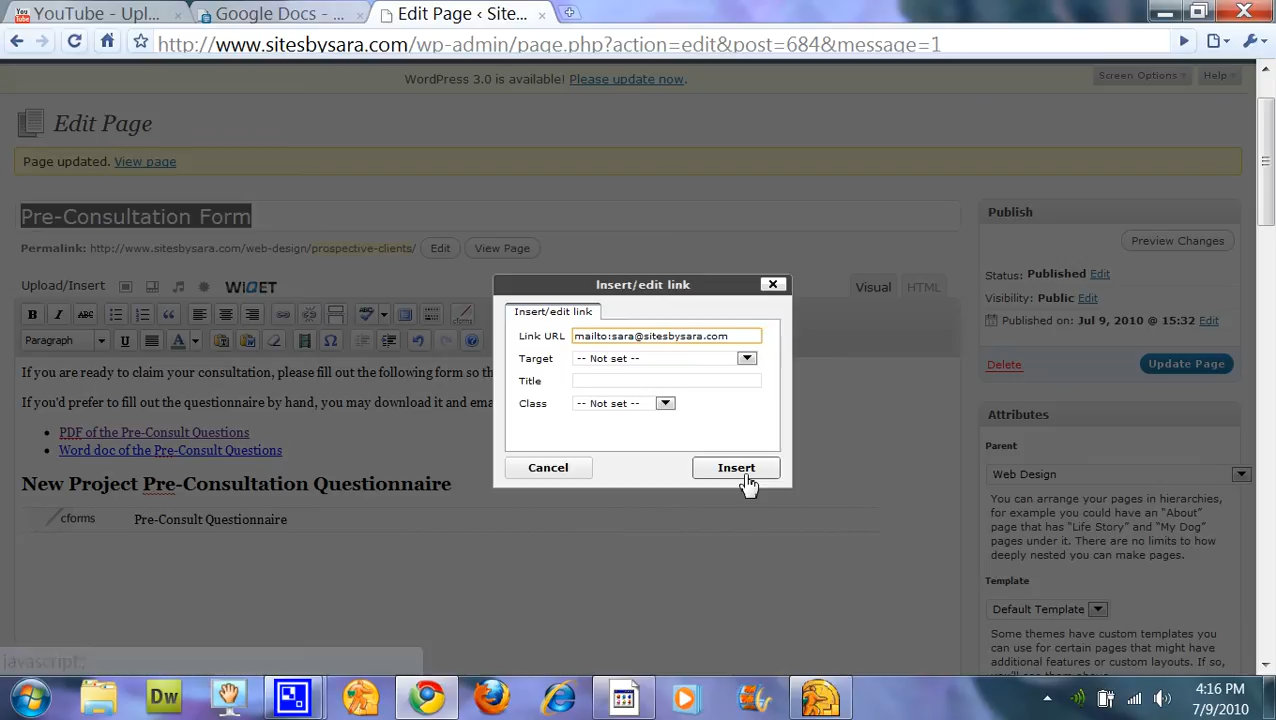 YouTube - Upl...
Google Docs - ...
Edit Page ‹ Site...
http://www.sitesbysara.com/wp-admin/page.php?action=edit&post=684&message=1
WordPress 3.0 is available! Please update now.
Screen Options
Help
Edit Page
Page updated. View page
Pre-Consultation Form
Permalink: http://www.sitesbysara.com/web-design/prospective-clients/
Edit
View Page
Upload/Insert
WIQET
Visual
HTML
B I ABC
ABC
Paragraph
U
A
If you are ready to claim your consultation, please fill out the following form so th
If you'd prefer to fill out the questionnaire by hand, you may download it and ema
PDF of the Pre-Consult Questions
Word doc of the Pre-Consult Questions
New Project Pre-Consultation Questionnaire
cforms
Pre-Consult Questionnaire
Insert/edit link
Insert/edit link
Link URL
mailto:sara@sitesbysara.com
Target
-- Not set --
Title
Class
-- Not set --
Cancel
Insert
Publish
Preview Changes
Status: Published Edit
Visibility: Public Edit
Published on: Jul 9, 2010 @ 15:32 Edit
Delete
Update Page
Attributes
Parent
Web Design
You can arrange your pages in hierarchies,
for example you could have an "About"
page that has "Life Story" and "My Dog"
pages under it. There are no limits to how
deeply nested you can make pages.
Template
Default Template
Some themes have custom templates you
can use for certain pages that might have
additional features or custom layouts. If so,
javascript:;
Dw
4:16 PM
7/9/2010